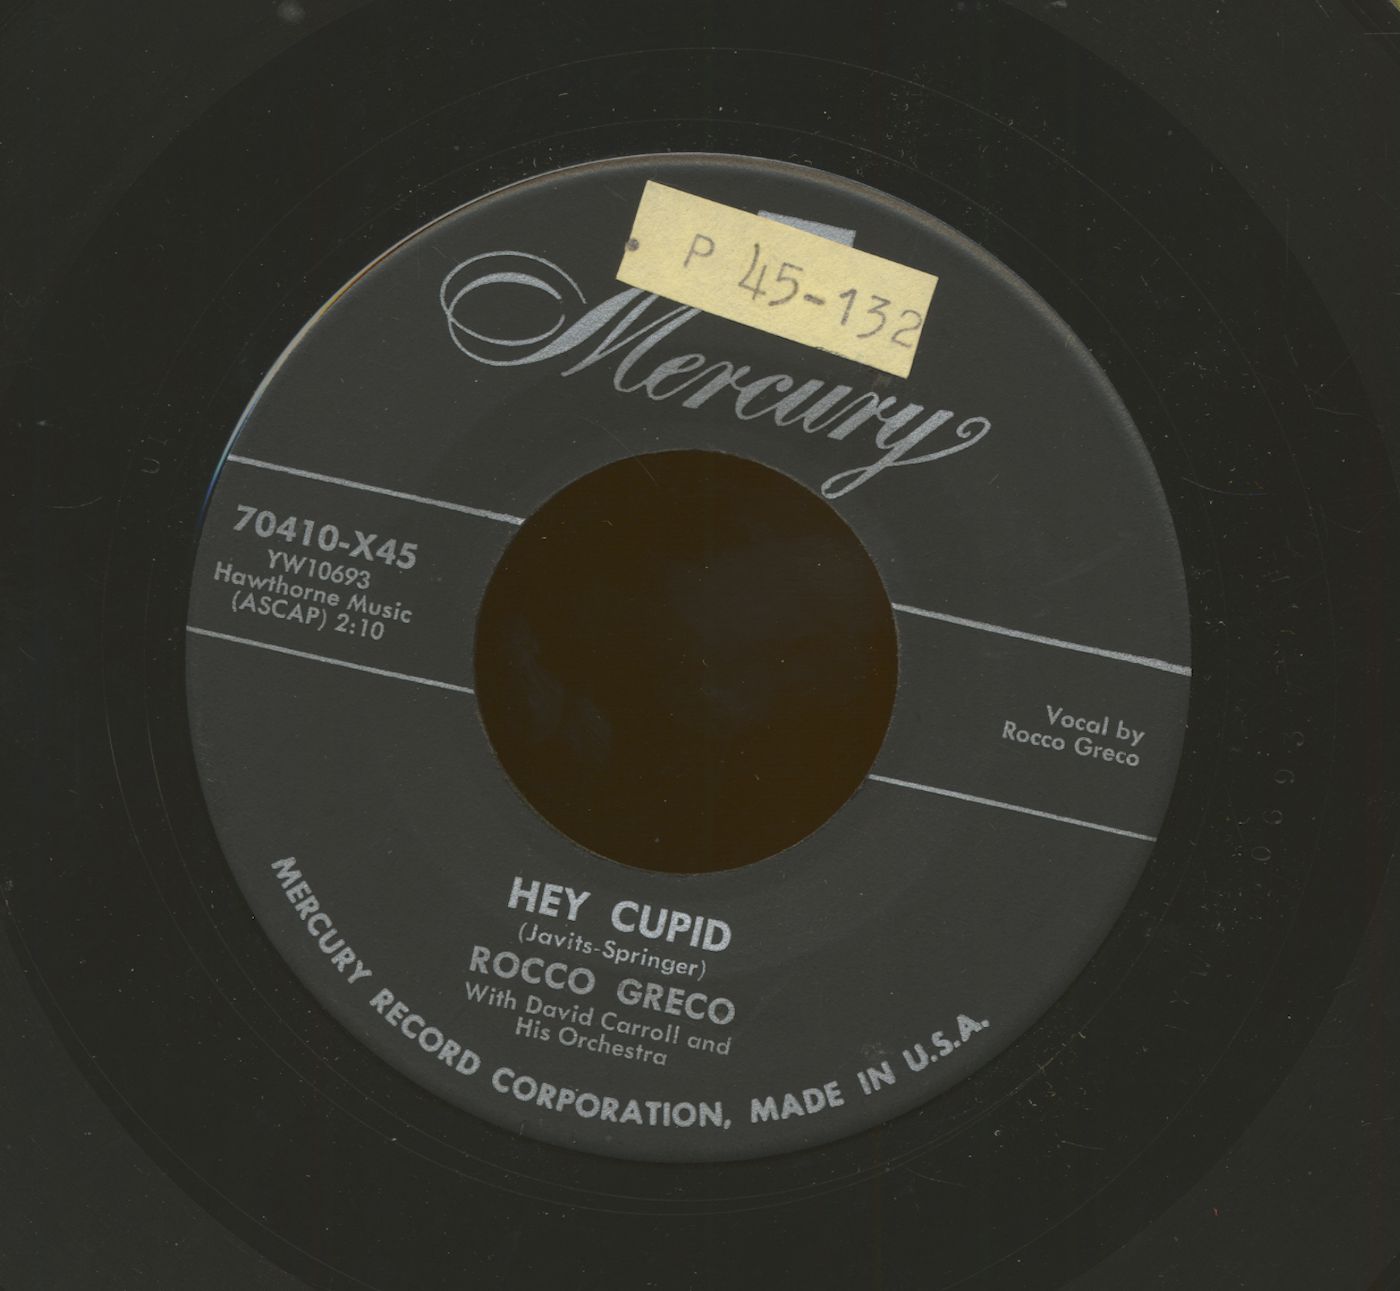 P 45-132
Mercury
70410-X45
YW10693
Hawthorne Music
(ASCAP) 2:10
Vocal by
Rocco Greco
HEY CUPID
(Javits-Springer)
ROCCO GRECO
With David Carroll and
His Orchestra
MERCURY RECORD CORPORATION, MADE IN U.S.A.